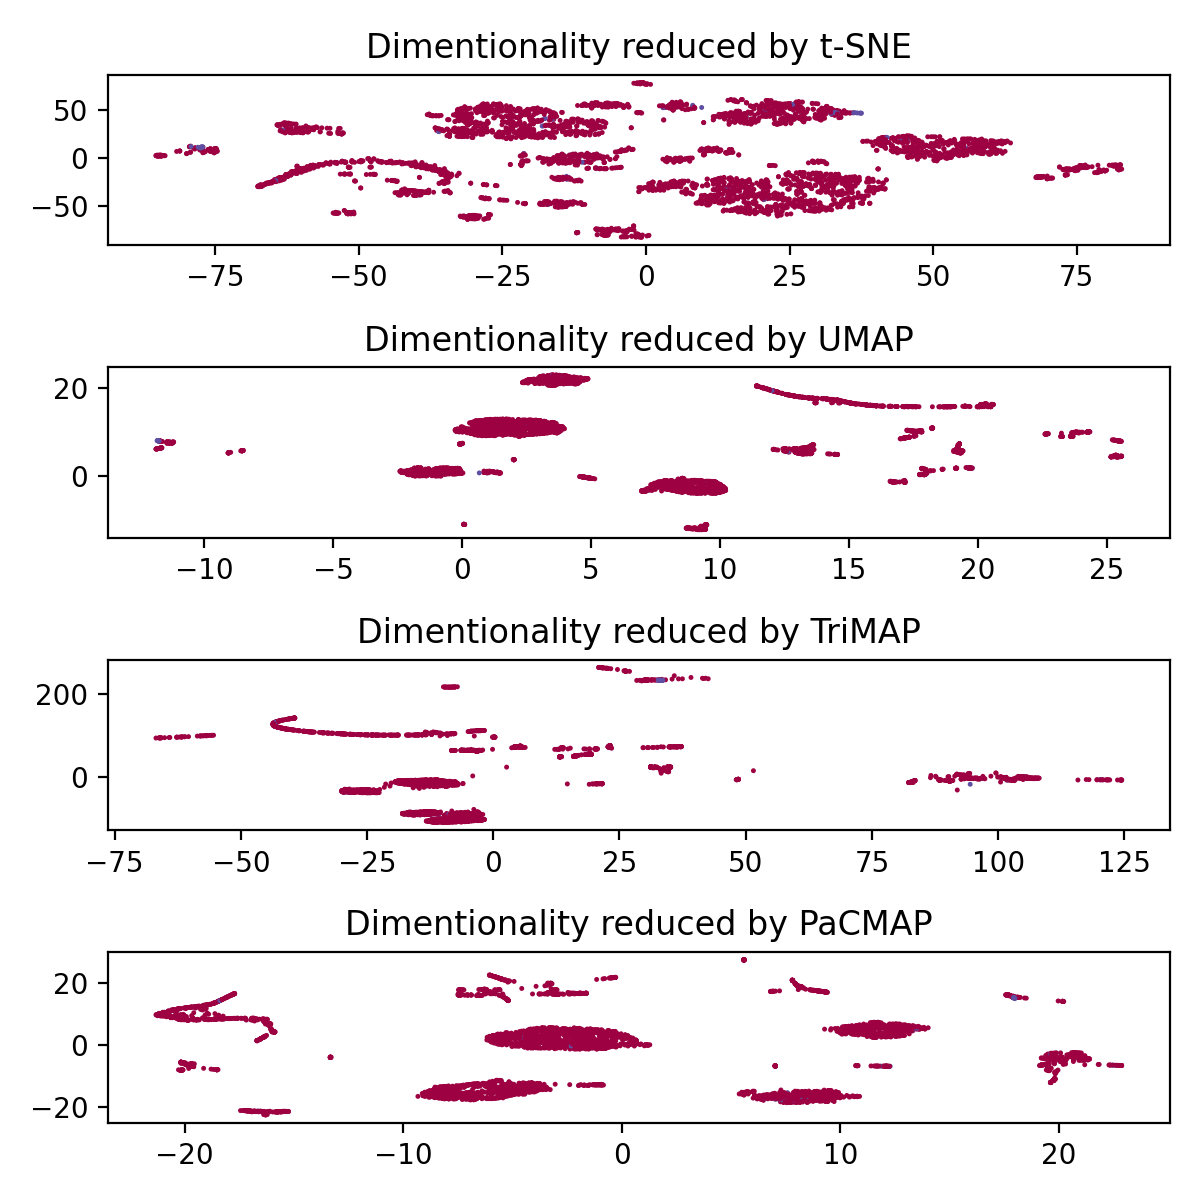 Dimentionality reduced by t-SNE
50
0
−50
−75 −50 −25 0 25 50 75
Dimentionality reduced by UMAP
20
0
−10 −5 0 5 10 15 20 25
Dimentionality reduced by TriMAP
200
0
−75 −50 −25 0 25 50 75 100 125
Dimentionality reduced by PaCMAP
20
0
−20
−20 −10 0 10 20